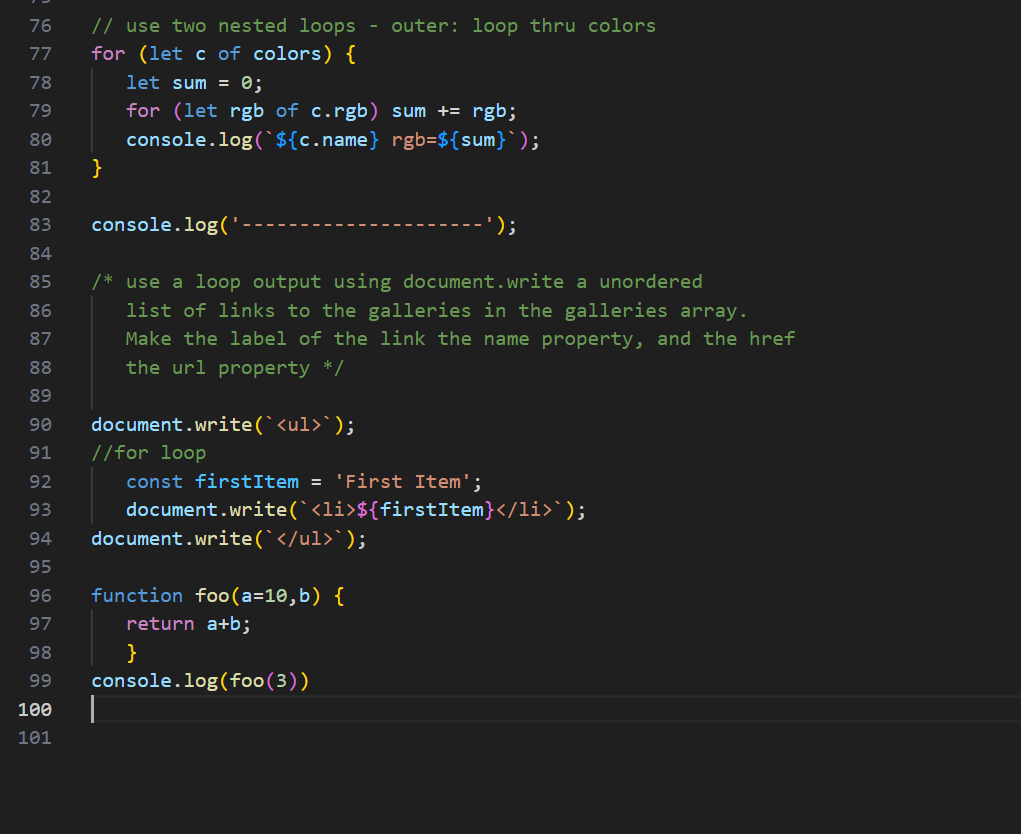 76 // use two nested loops - outer: loop thru colors
77 for (let c of colors) {
78    let sum = 0;
79    for (let rgb of c.rgb) sum += rgb;
80    console.log(`${c.name} rgb=${sum}`);
81 }
82
83 console.log('---------------------');
84
85 /* use a loop output using document.write a unordered
86    list of links to the galleries in the galleries array.
87    Make the label of the link the name property, and the href
88    the url property */
89
90 document.write(`<ul>`);
91 //for loop
92    const firstItem = 'First Item';
93    document.write(`<li>${firstItem}</li>`);
94 document.write(`</ul>`);
95
96 function foo(a=10,b) {
97    return a+b;
98    }
99 console.log(foo(3))
100
101